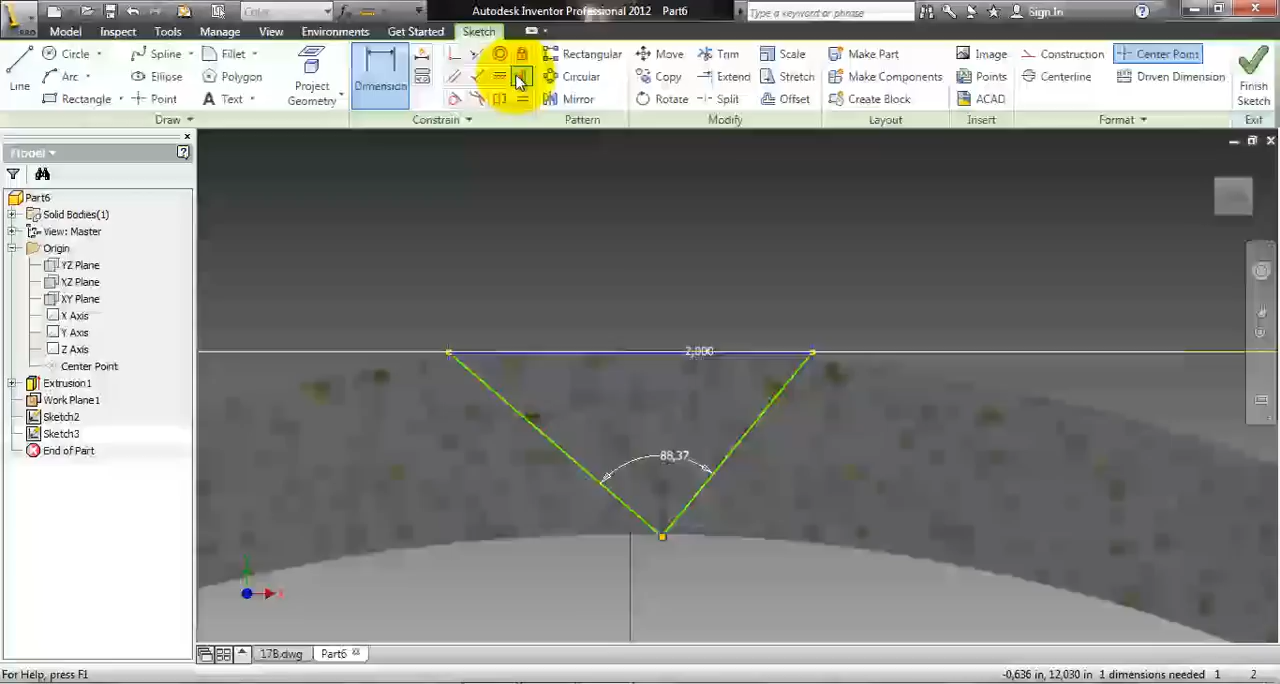 PRO
Color
Autodesk Inventor Professional 2012 Part6
Type a keyword or phrase
Sign In
Model Inspect Tools Manage View Environments Get Started Sketch
Line
Circle
Arc
Rectangle
Spline
Ellipse
Point
Fillet
Polygon
Text
Project
Geometry
Dimension
Rectangular
Circular
Mirror
Move
Copy
Rotate
Trim
Extend
Split
Scale
Stretch
Offset
Make Part
Make Components
Create Block
Image
Points
ACAD
Construction
Centerline
Center Point
Driven Dimension
Finish
Sketch
Draw
Constrain
Pattern
Modify
Layout
Insert
Format
Exit
Model
Part6
Solid Bodies(1)
View: Master
Origin
YZ Plane
XZ Plane
XY Plane
X Axis
Y Axis
Z Axis
Center Point
Extrusion1
Work Plane1
Sketch2
Sketch3
End of Part
2,000
88,37
17B.dwg
Part6
For Help, press F1
-0,636 in, 12,030 in 1 dimensions needed 1 2